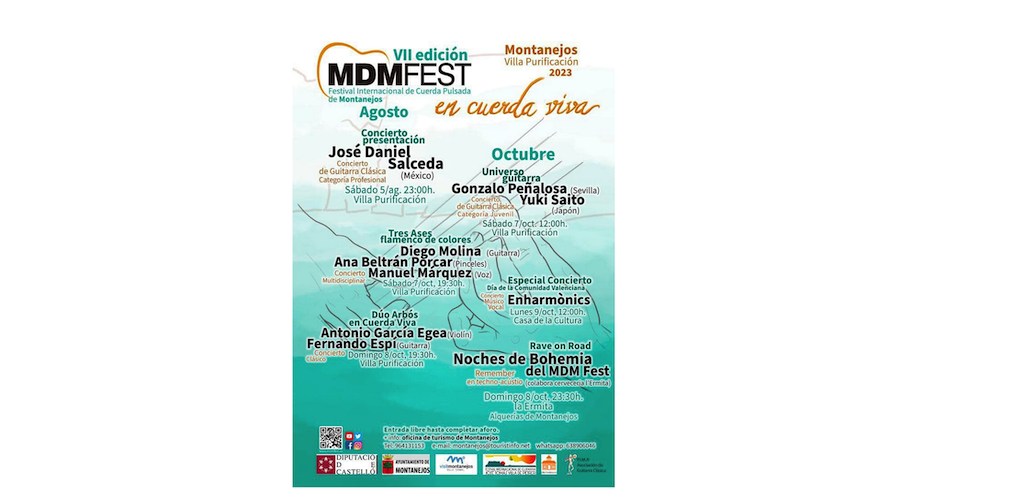 VII edición
MDMFEST
Festival Internacional de Cuerda Pulsada
de Montanejos
Montanejos
Villa Purificación
2023
en cuerda viva
Agosto
Concierto
presentación
José Daniel
Salceda
(México)
Concierto
de Guitarra Clásica
Categoría Profesional
Sábado 5/ag. 23:00h.
Villa Purificación
Octubre
Universo
guitarra
Gonzalo Peñalosa (Sevilla)
Yuki Saito
(Japón)
Concierto
de Guitarra Clásica
Categoría Juvenil
Sábado 7/oct. 12:00h.
Villa Purificación
Tres Ases
flamenco de colores
Diego Molina (Guitarra)
Ana Beltrán Porcar (Pinceles)
Manuel Márquez (Voz)
Concierto
Multidisciplinar
Sábado 7/oct, 19:30h.
Villa Purificación
Especial Concierto
Día de la Comunidad Valenciana
Concierto
Músico
Vocal
Enharmònics
Lunes 9/oct, 12:00h.
Casa de la Cultura
Dúo Arbós
en Cuerda Viva
Antonio García Egea (Violín)
Fernando Espí (Guitarra)
Concierto
Clásico
Domingo 8/oct, 19:30h.
Villa Purificación
Rave on Road
Noches de Bohemia
del MDM Fest
Remember
en techno-acustio
(colabora cervecería l'Ermita)
Domingo 8/oct, 23:30h.
la Ermita
Alquerías de Montanejos
Entrada libre hasta completar aforo.
+ info: oficina de turismo de Montanejos
Tel: 964131153 e-mail: montanejos@touristinfo.net whatsapp: 638906046
DIPUTACIÓ
D E
CASTELLÓ
AYUNTAMIENTO DE
MONTANEJOS
visitmontanejos